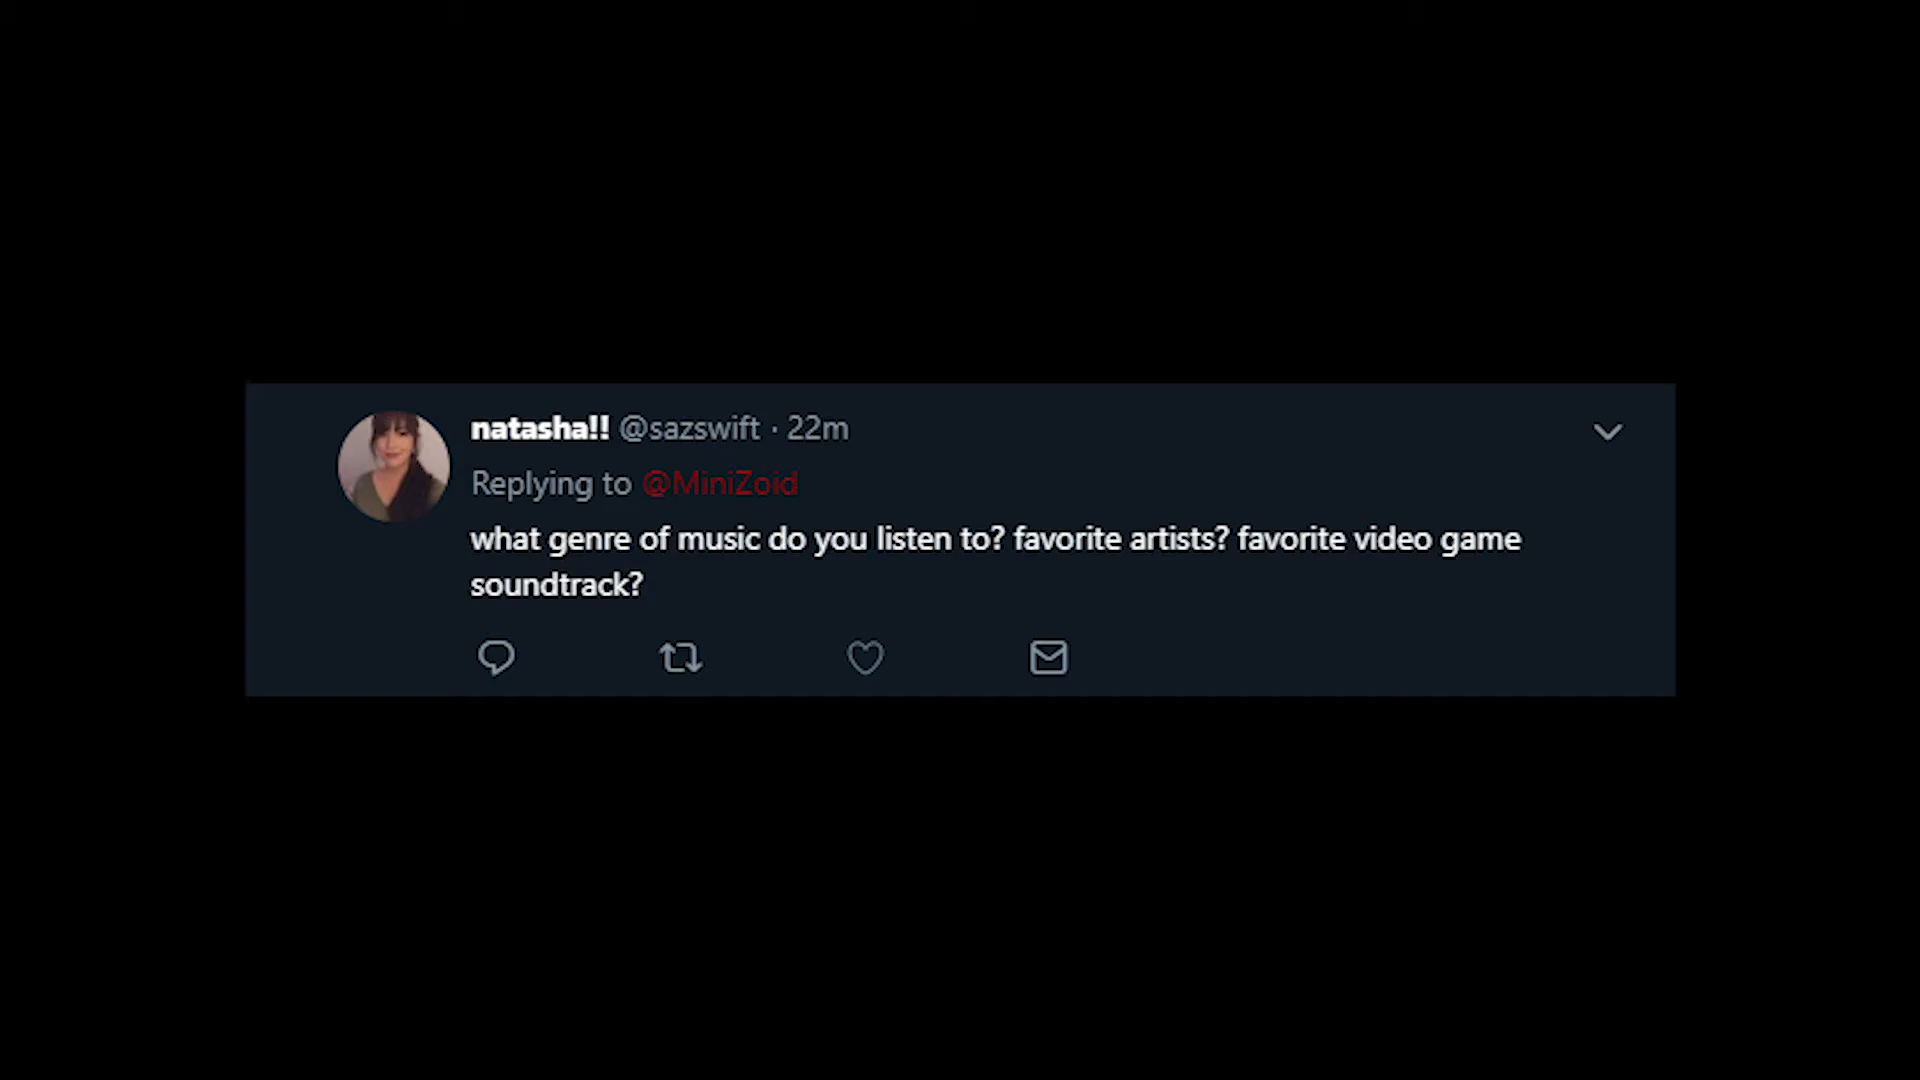 natasha!! @sazswift · 22m
Replying to @MiniZoid
what genre of music do you listen to? favorite artists? favorite video game
soundtrack?